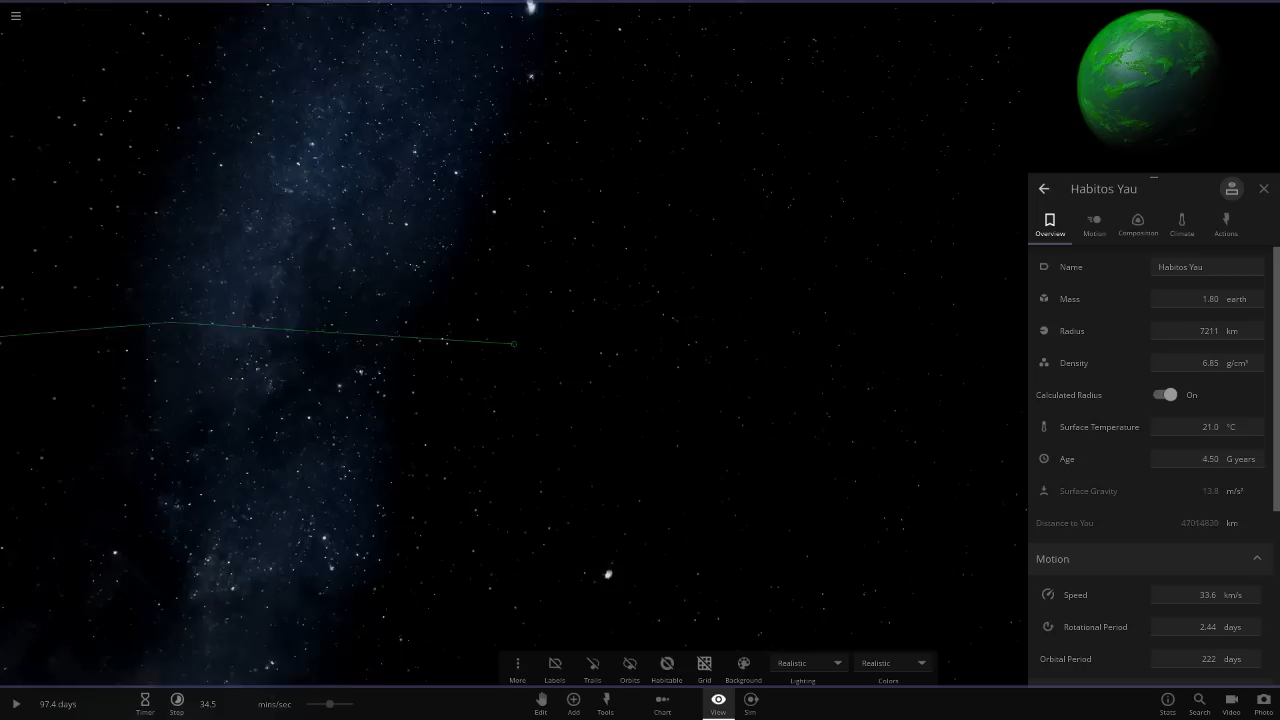 Habitos Yau
Overview
Motion
Composition
Climate
Actions
Name Habitos Yau
Mass 1.80 earth
Radius 7211 km
Density 6.85 g/cm³
Calculated Radius On
Surface Temperature 21.0 °C
Age 4.50 G years
Surface Gravity 13.8 m/s²
Distance to You 47014820 km
Motion
Speed 33.6 km/s
Rotational Period 2.44 days
Orbital Period 222 days
More
Labels
Trails
Orbits
Habitable
Grid
Background
Realistic
Lighting
Realistic
Colors
97.4 days
Timer
Step
34.5 mins/sec
Edit
Add
Tools
Chart
View
Sim
Stats
Search
Video
Photo